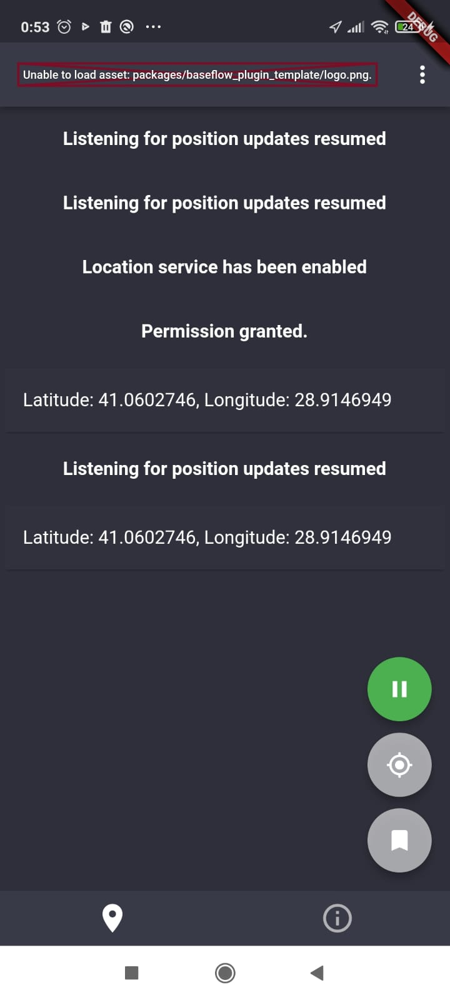 0:53
24
DEBUG
Unable to load asset: packages/baseflow_plugin_template/logo.png.
Listening for position updates resumed
Listening for position updates resumed
Location service has been enabled
Permission granted.
Latitude: 41.0602746, Longitude: 28.9146949
Listening for position updates resumed
Latitude: 41.0602746, Longitude: 28.9146949